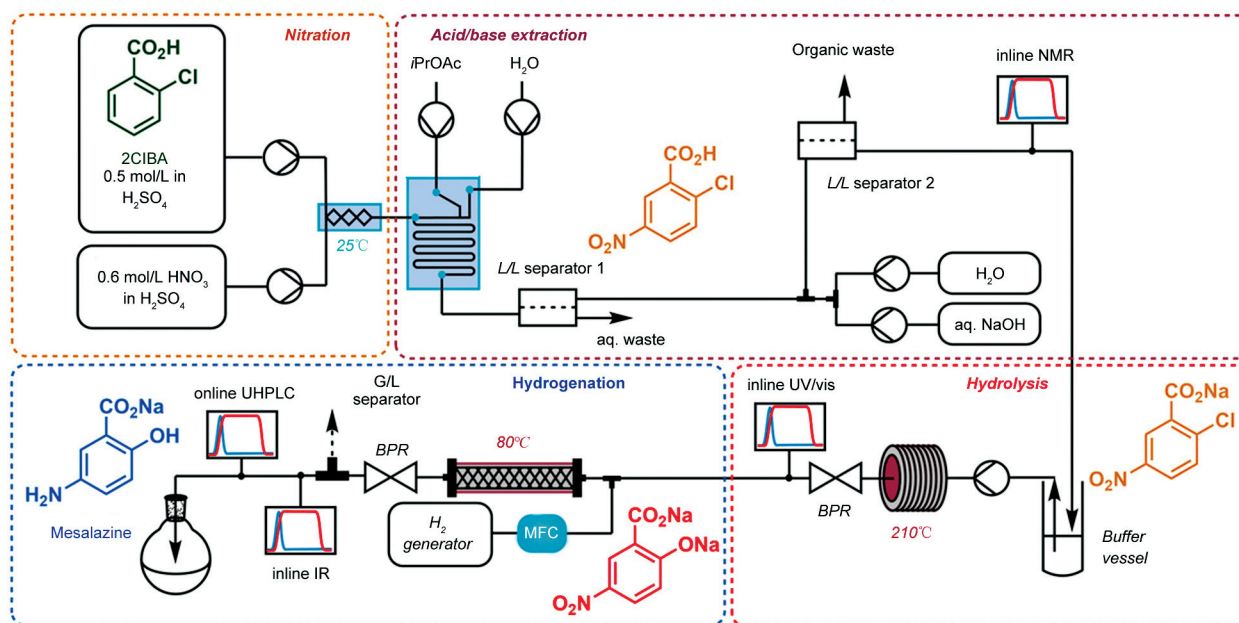 Nitration
CO₂H
Cl
2ClBA
0.5 mol/L in
H₂SO₄
0.6 mol/L HNO₃
in H₂SO₄
25℃
Acid/base extraction
iPrOAc
H₂O
CO₂H
Cl
O₂N
L/L separator 1
aq. waste
Organic waste
L/L separator 2
inline NMR
H₂O
aq. NaOH
Hydrogenation
CO₂Na
OH
H₂N
Mesalazine
online UHPLC
inline IR
G/L
separator
BPR
80℃
H₂
generator
MFC
CO₂Na
ONa
O₂N
Hydrolysis
inline UV/vis
BPR
210℃
CO₂Na
Cl
O₂N
Buffer
vessel